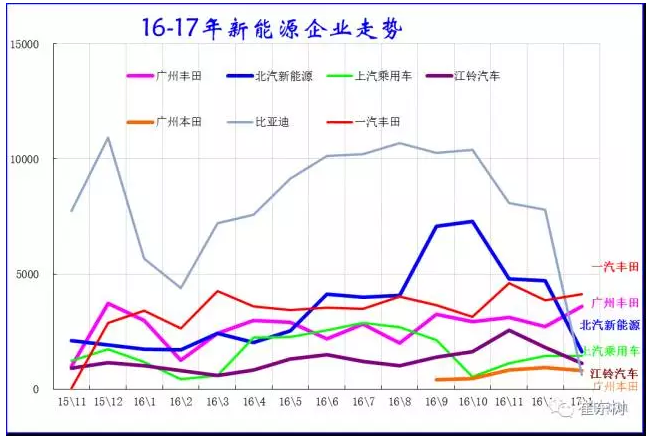 16-17年新能源企业走势
15000
广州丰田 北汽新能源 上汽乘用车 江铃汽车
广州本田 比亚迪 一汽丰田
10000
5000
一汽丰田
广州丰田
北汽新能源
上汽乘用车
江铃汽车
广州本田
0
15\11 15\12 16\1 16\2 16\3 16\4 16\5 16\6 16\7 16\8 16\9 16\10 16\11
崔东树